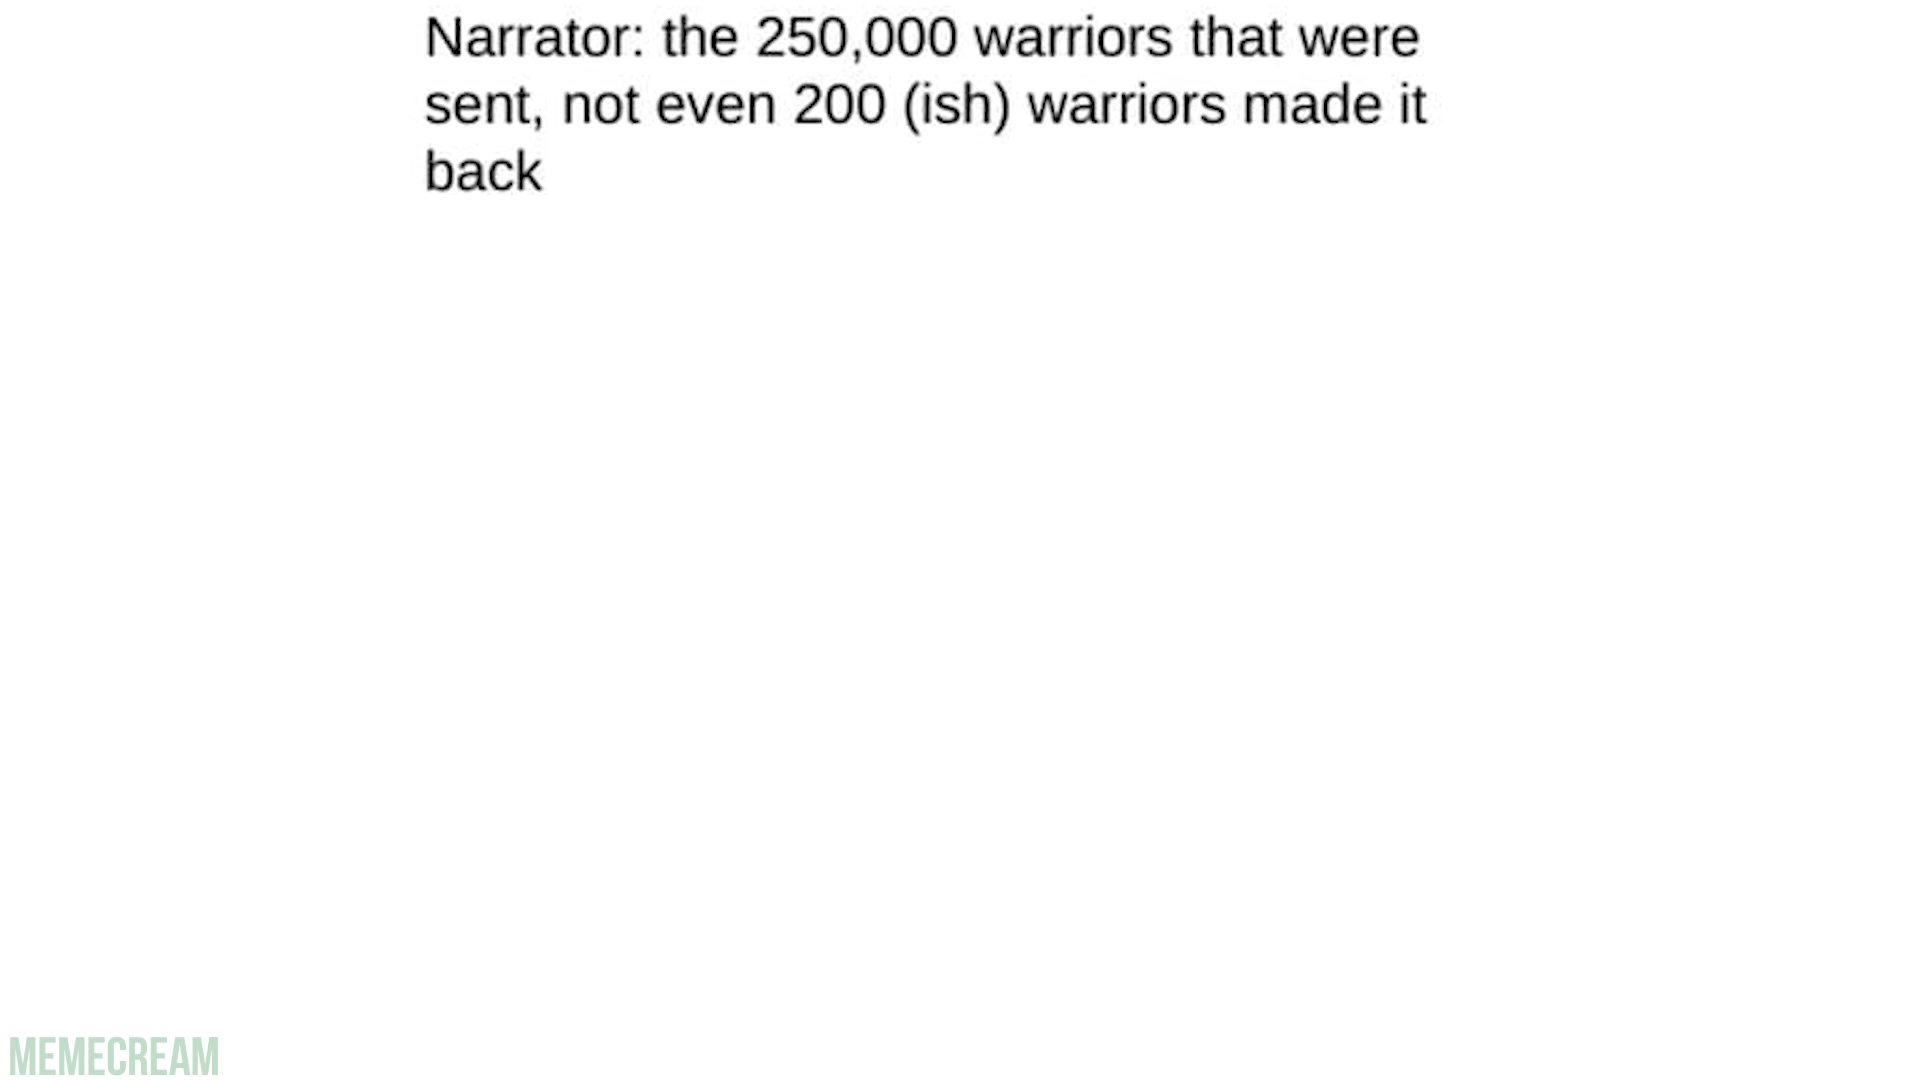 Narrator: the 250,000 warriors that were
sent, not even 200 (ish) warriors made it
back
MEMECREAM